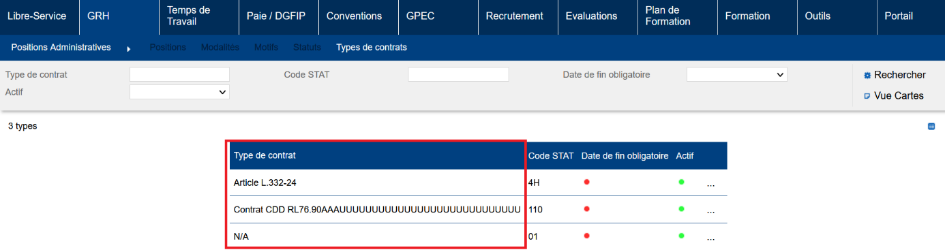 Libre-Service GRH Temps de Travail Paie / DGFIP Conventions GPEC Recrutement Evaluations Plan de Formation Formation Outils Portail
Positions Administratives Positions Modalités Motifs Statuts Types de contrats
Type de contrat Code STAT Date de fin obligatoire Rechercher
Actif Vue Cartes
3 types
Type de contrat Code STAT Date de fin obligatoire Actif
Article L.332-24 4H ...
Contrat CDD RL76.90AAAUUUUUUUUUUUUUUUUUUUUUUUUUUU 110 ...
N/A 01 ...